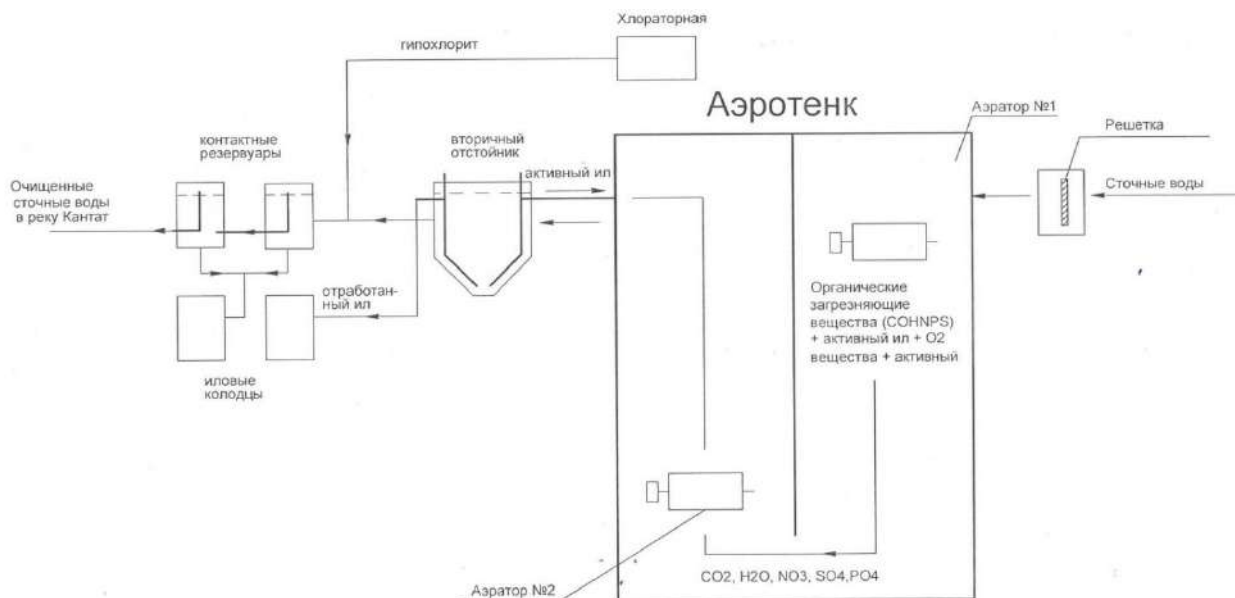 Хлораторная
гипохлорит
Аэротенк
Аэратор №1
Решетка
контактные
резервуары
вторичный
отстойник
активный ил
Очищенные
сточные воды
в реку Кантат
Сточные воды
отработан-
ный ил
Органические
загрезняющие
вещества (COHNPS)
+ активный ил + O2
вещества + активный
иловые
колодцы
CO2, H2O, NO3, SO4,PO4
Аэратор №2